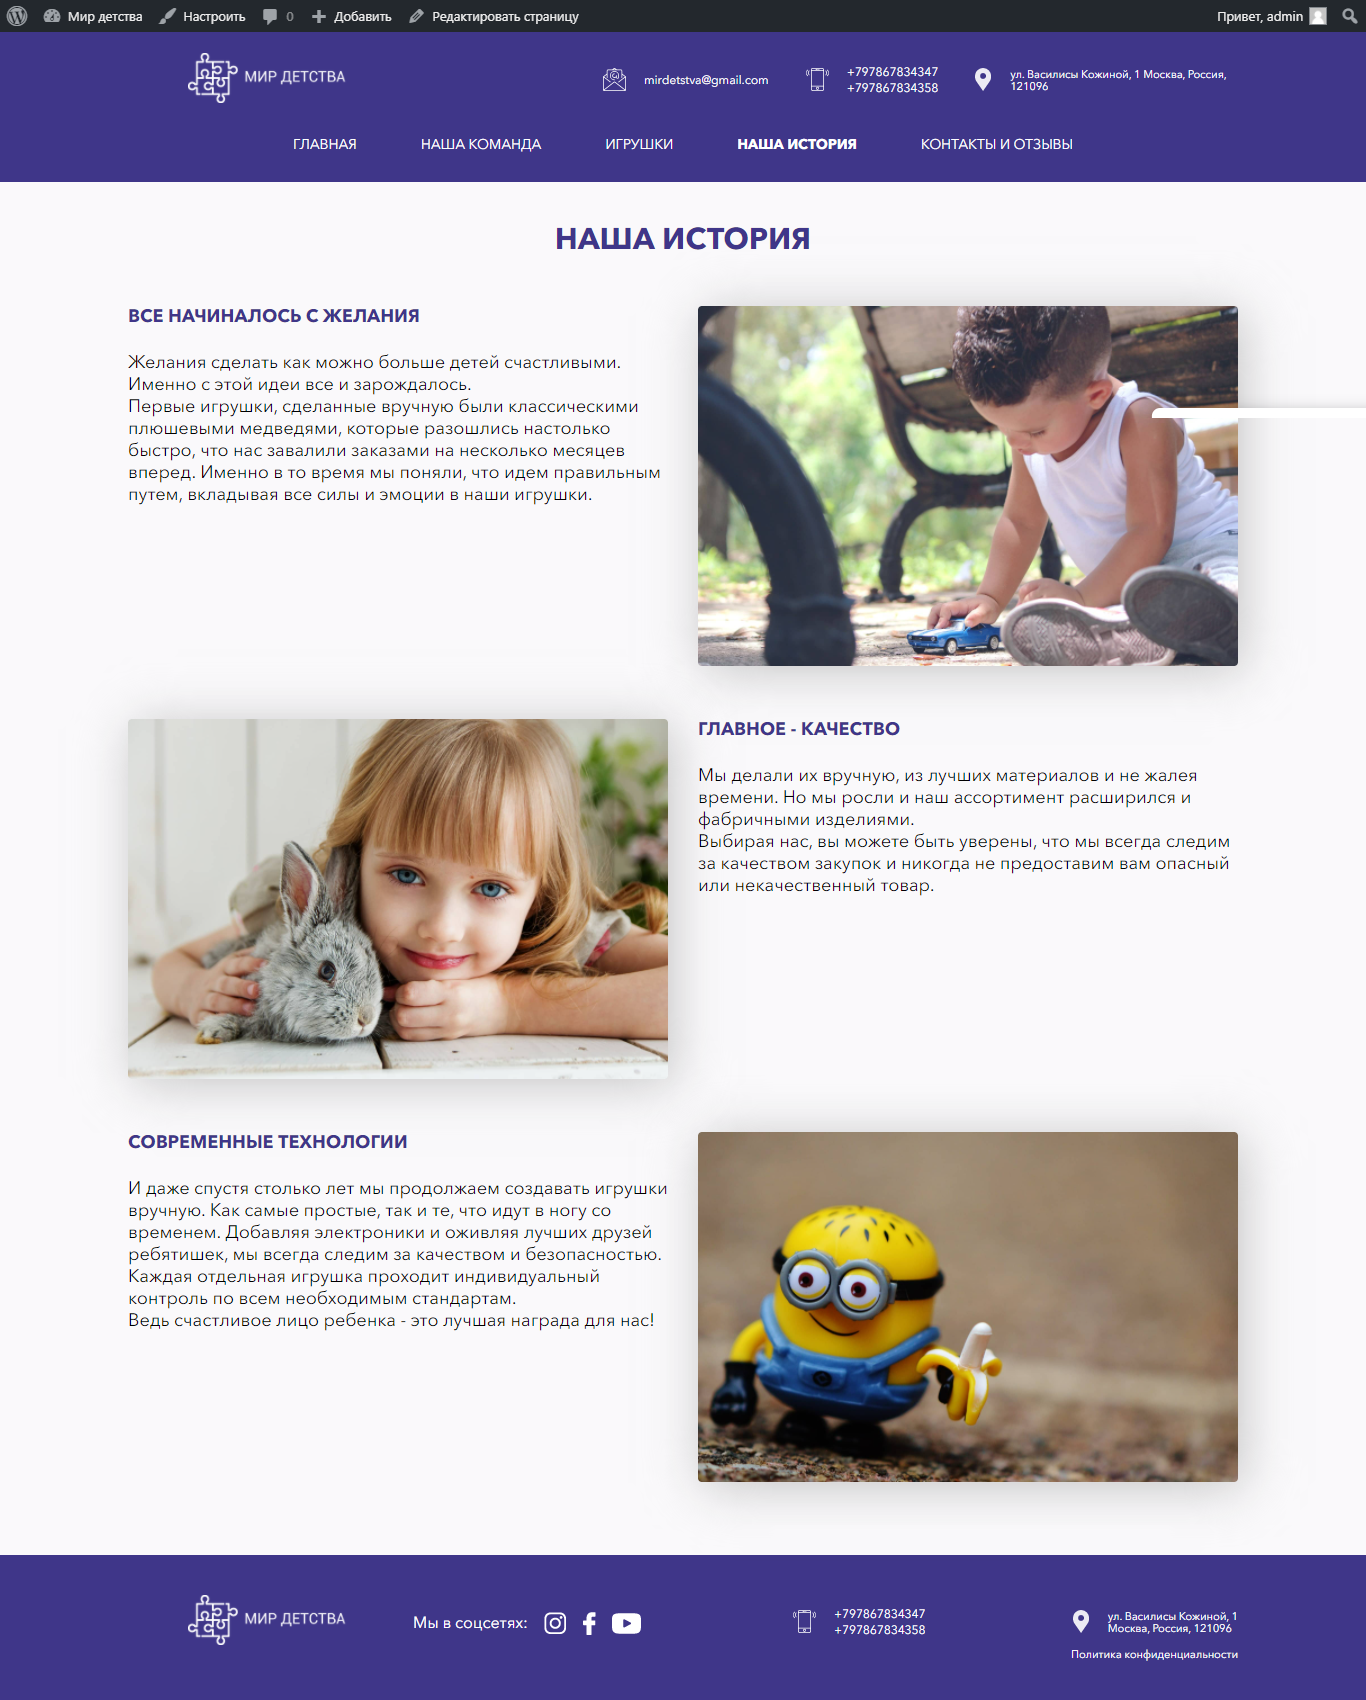 Мир детства
Настроить
0
Добавить
Редактировать страницу
Привет, admin
МИР ДЕТСТВА
mirdetstva@gmail.com
+797867834347
+797867834358
ул. Василисы Кожиной, 1 Москва, Россия,
121096
ГЛАВНАЯ
НАША КОМАНДА
ИГРУШКИ
НАША ИСТОРИЯ
КОНТАКТЫ И ОТЗЫВЫ
НАША ИСТОРИЯ
ВСЕ НАЧИНАЛОСЬ С ЖЕЛАНИЯ
Желания сделать как можно больше детей счастливыми.
Именно с этой идеи все и зарождалось.
Первые игрушки, сделанные вручную были классическими
плюшевыми медведями, которые разошлись настолько
быстро, что нас завалили заказами на несколько месяцев
вперед. Именно в то время мы поняли, что идем правильным
путем, вкладывая все силы и эмоции в наши игрушки.
ГЛАВНОЕ - КАЧЕСТВО
Мы делали их вручную, из лучших материалов и не жалея
времени. Но мы росли и наш ассортимент расширился и
фабричными изделиями.
Выбирая нас, вы можете быть уверены, что мы всегда следим
за качеством закупок и никогда не предоставим вам опасный
или некачественный товар.
СОВРЕМЕННЫЕ ТЕХНОЛОГИИ
И даже спустя столько лет мы продолжаем создавать игрушки
вручную. Как самые простые, так и те, что идут в ногу со
временем. Добавляя электроники и оживляя лучших друзей
ребятишек, мы всегда следим за качеством и безопасностью.
Каждая отдельная игрушка проходит индивидуальный
контроль по всем необходимым стандартам.
Ведь счастливое лицо ребенка - это лучшая награда для нас!
МИР ДЕТСТВА
Мы в соцсетях:
+797867834347
+797867834358
ул. Василисы Кожиной, 1
Москва, Россия, 121096
Политика конфиденциальности